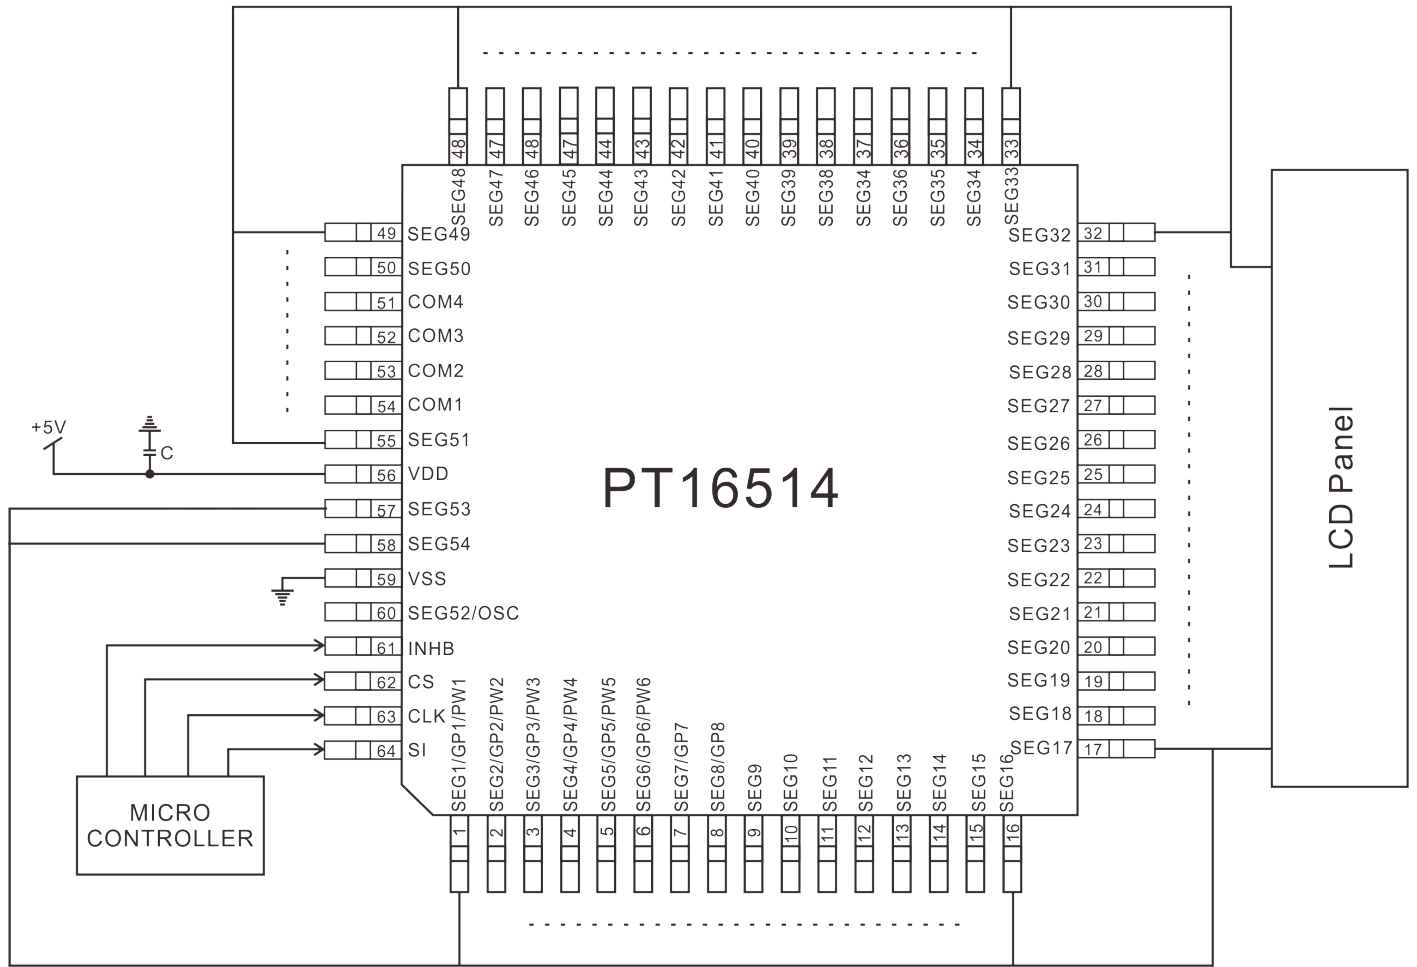 48 47 48 47 44 43 42 41 40 39 38 37 36 35 34 33
SEG48 SEG47 SEG46 SEG45 SEG44 SEG43 SEG42 SEG41 SEG40 SEG39 SEG38 SEG34 SEG36 SEG35 SEG34 SEG33
49 SEG49
50 SEG50
51 COM4
52 COM3
53 COM2
54 COM1
55 SEG51
56 VDD
57 SEG53
58 SEG54
59 VSS
60 SEG52/OSC
61 INHB
62 CS
63 CLK
64 SI
+5V
C
PT16514
SEG32 32
SEG31 31
SEG30 30
SEG29 29
SEG28 28
SEG27 27
SEG26 26
SEG25 25
SEG24 24
SEG23 23
SEG22 22
SEG21 21
SEG20 20
SEG19 19
SEG18 18
SEG17 17
LCD Panel
MICRO
CONTROLLER
SEG1/GP1/PW1 SEG2/GP2/PW2 SEG3/GP3/PW3 SEG4/GP4/PW4 SEG5/GP5/PW5 SEG6/GP6/PW6 SEG7/GP7 SEG8/GP8 SEG9 SEG10 SEG11 SEG12 SEG13 SEG14 SEG15 SEG16
1 2 3 4 5 6 7 8 9 10 11 12 13 14 15 16